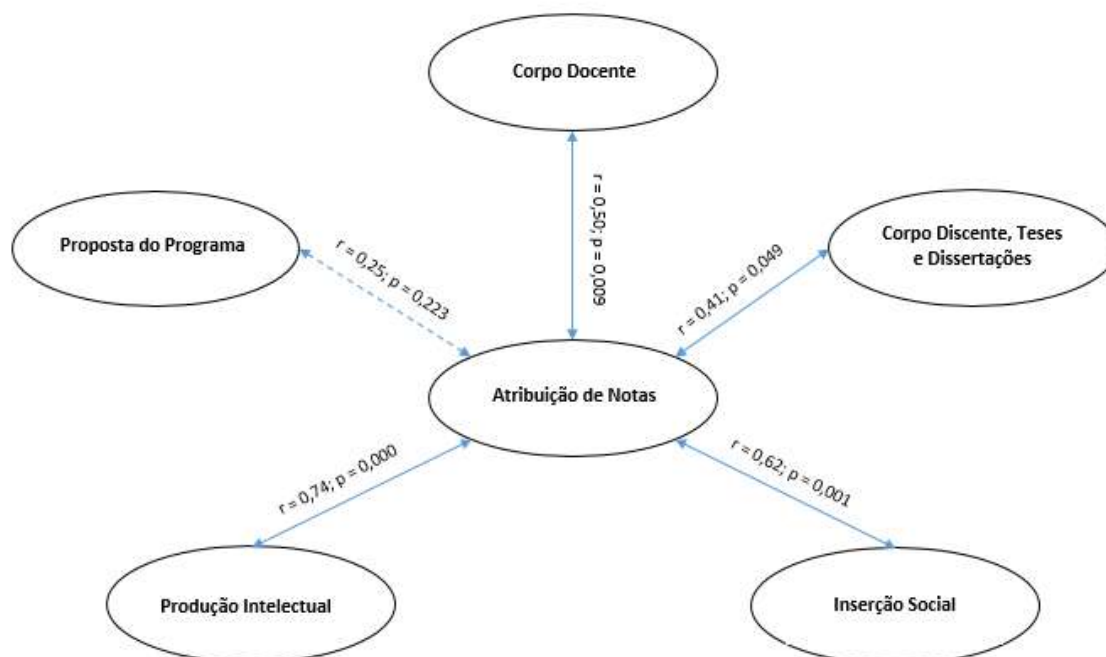 Corpo Docente
Proposta do Programa
Corpo Discente, Teses
e Dissertações
r = 0,25; p = 0,223
r = 0,50; p = 0,009
r = 0,41; p = 0,049
Atribuição de Notas
r = 0,74; p = 0,000
r = 0,62; p = 0,001
Produção Intelectual
Inserção Social